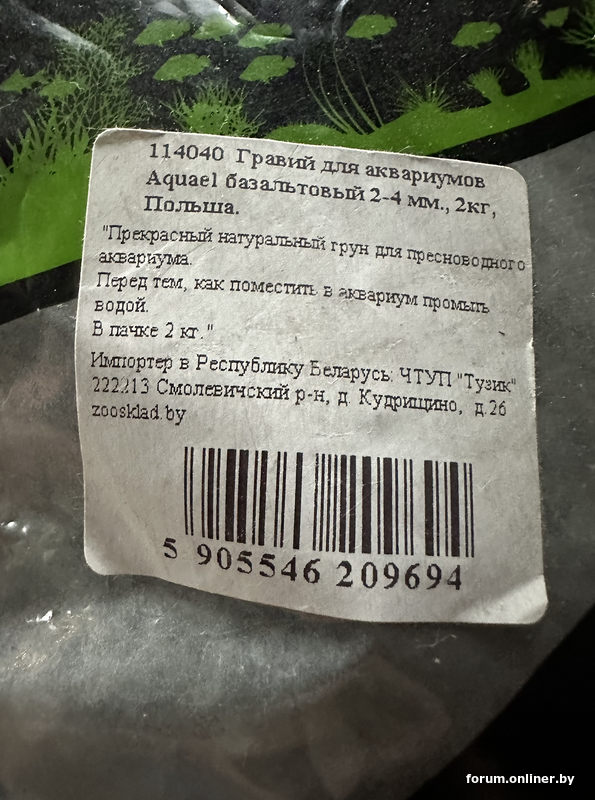 114040 Гравий для аквариумов
Aquael базальтовый 2-4 мм., 2кг,
Польша.
"Прекрасный натуральный грун для пресноводного
аквариума.
Перед тем, как поместить в аквариум промыть
водой.
В пачке 2 кг."
Импортер в Республику Беларусь: ЧТУП "Тузик"
222213 Смолевичский р-н, д. Кудрищино, д.26
zoosklad.by
5 905546 209694
forum.onliner.by